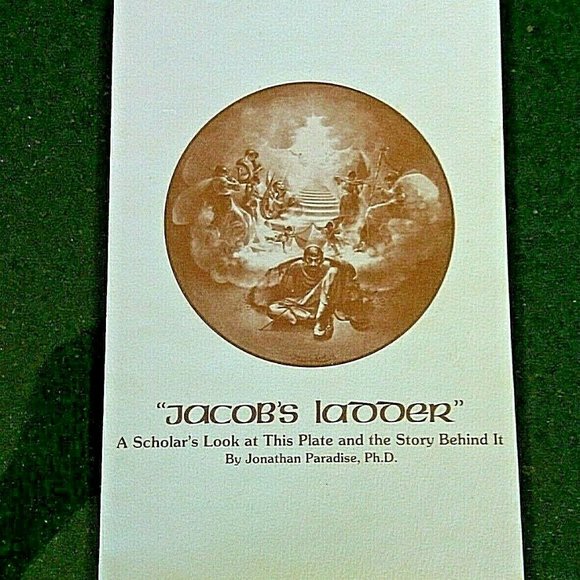 "Jacob's Ladder"
A Scholar's Look at This Plate and the Story Behind It
By Jonathan Paradise, Ph.D.